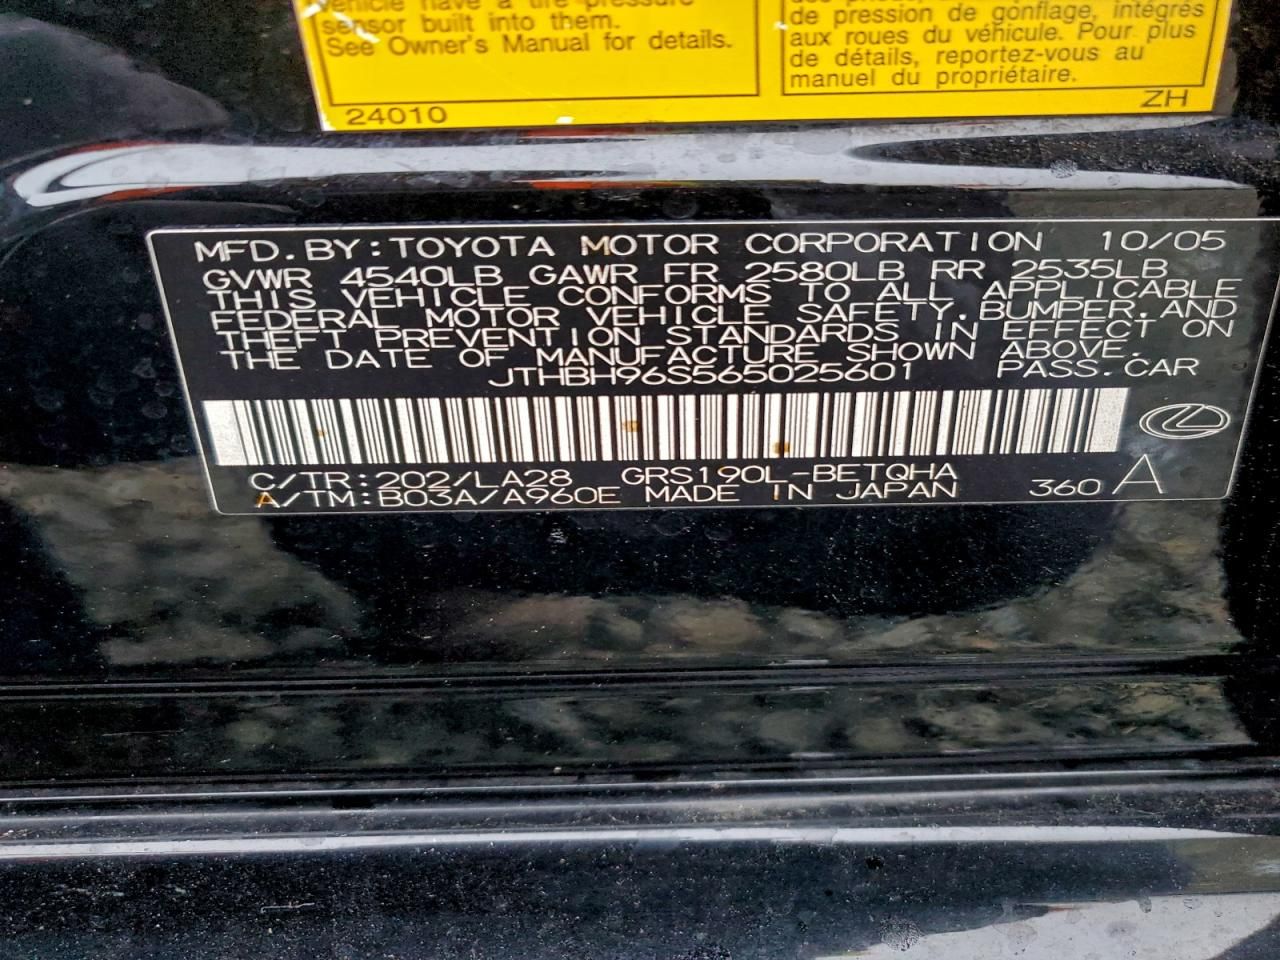 vehicle have a tire pressure
sensor built into them.
See Owner's Manual for details.
24010
de pression de gonflage, intégrés
aux roues du véhicule. Pour plus
de détails, reportez-vous au
manuel du propriétaire.
ZH
MFD. BY: TOYOTA MOTOR CORPORATION 10/05
GVWR 4540LB GAWR FR 2580LB RR 2535LB
THIS VEHICLE CONFORMS TO ALL APPLICABLE
FEDERAL MOTOR VEHICLE SAFETY, BUMPER, AND
THEFT PREVENTION STANDARDS IN EFFECT ON
THE DATE OF MANUFACTURE SHOWN ABOVE.
JTHBH96S565025601 PASS. CAR
C/TR: 202/LA28 GRS190L-BETQHA
A/TM: B03A/A960E MADE IN JAPAN 360 A